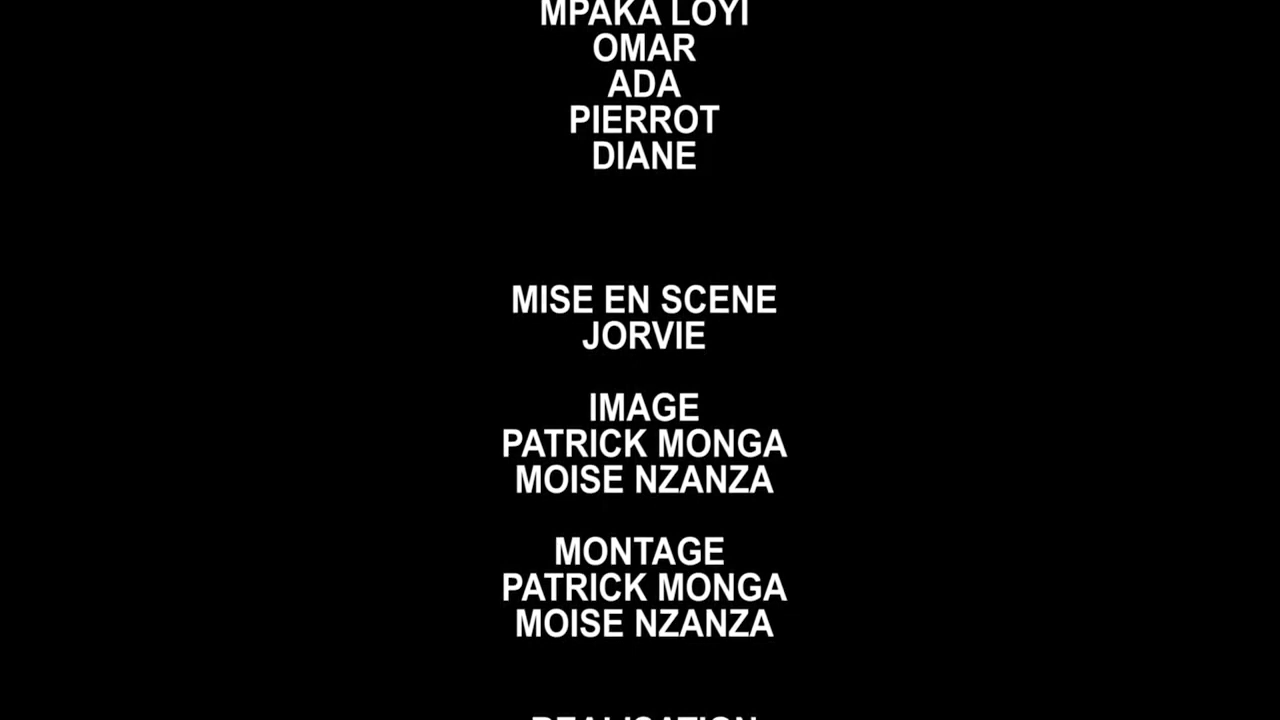 MPAKA LOYI
OMAR
ADA
PIERROT
DIANE
MISE EN SCENE
JORVIE
IMAGE
PATRICK MONGA
MOISE NZANZA
MONTAGE
PATRICK MONGA
MOISE NZANZA
REALISATION